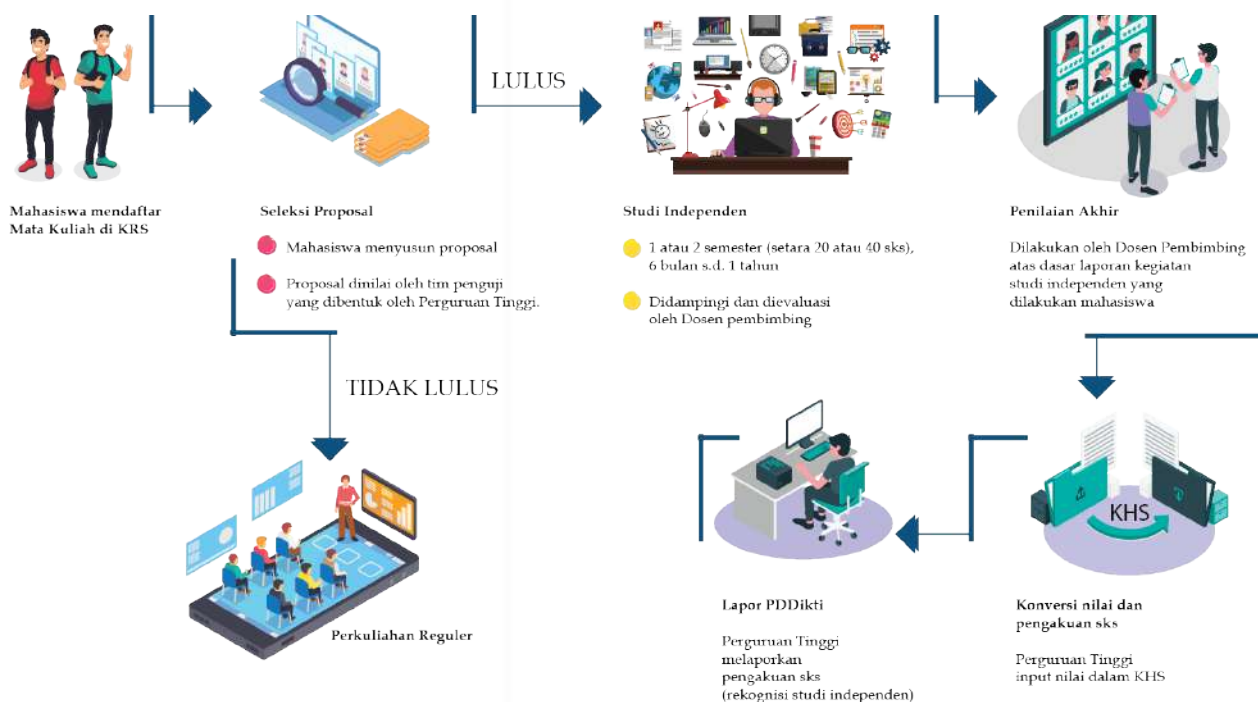 LULUS
Mahasiswa mendaftar
Mata Kuliah di KRS
Seleksi Proposal
Mahasiswa menyusun proposal
Proposal dinilai oleh tim penguji
yang dibentuk oleh Perguruan Tinggi.
Studi Independen
1 atau 2 semester (setara 20 atau 40 sks),
6 bulan s.d. 1 tahun
Didampingi dan dievaluasi
oleh Dosen pembimbing
Penilaian Akhir
Dilakukan oleh Dosen Pembimbing
atas dasar laporan kegiatan
studi independen yang
dilakukan mahasiswa
TIDAK LULUS
Perkuliahan Reguler
KHS
Konversi nilai dan
pengakuan sks
Perguruan Tinggi
input nilai dalam KHS
Lapor PDDikti
Perguruan Tinggi
melaporkan
pengakuan sks
(rekognisi studi independen)